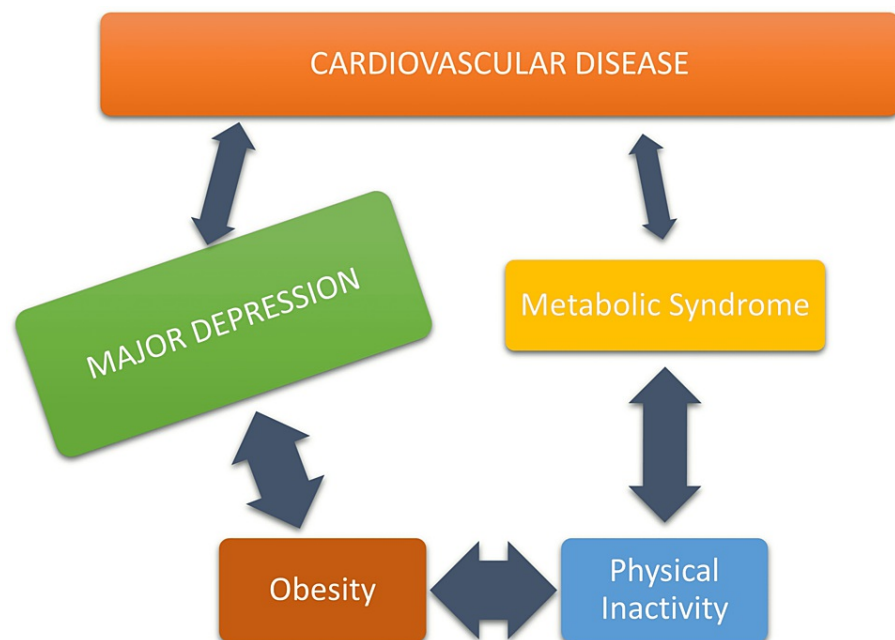 CARDIOVASCULAR DISEASE
MAJOR DEPRESSION
Metabolic Syndrome
Obesity
Physical
Inactivity